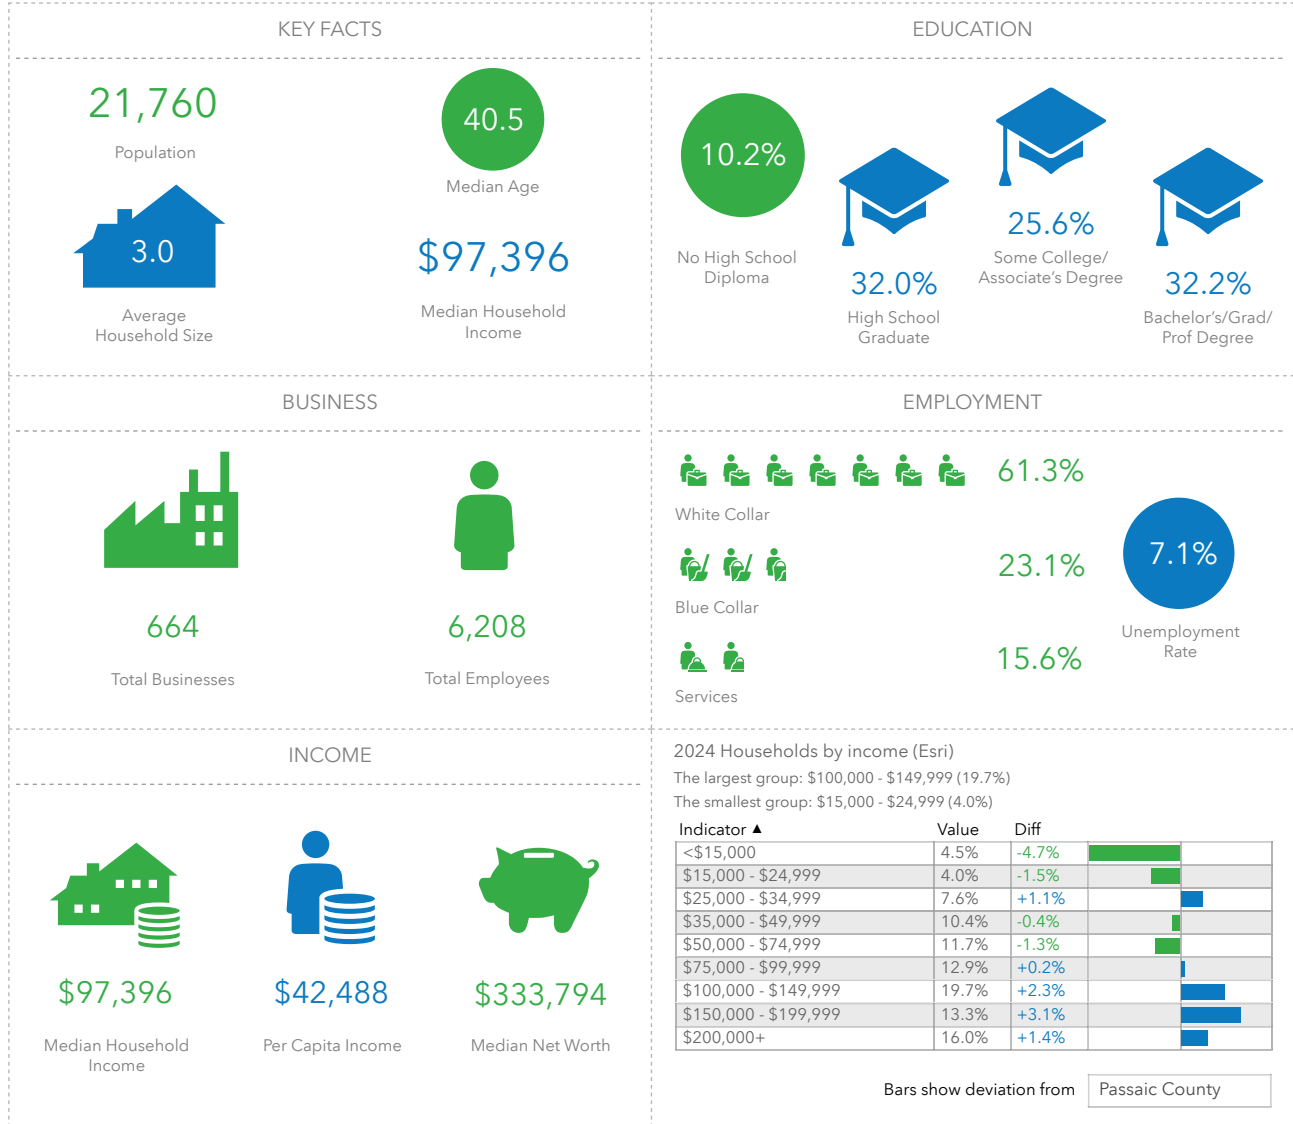 KEY FACTS
21,760
Population
40.5
Median Age
3.0
Average
Household Size
$97,396
Median Household
Income
EDUCATION
10.2%
No High School
Diploma
32.0%
High School
Graduate
25.6%
Some College/
Associate's Degree
32.2%
Bachelor's/Grad/
Prof Degree
BUSINESS
664
Total Businesses
6,208
Total Employees
EMPLOYMENT
61.3%
White Collar
23.1%
Blue Collar
15.6%
Services
7.1%
Unemployment
Rate
INCOME
$97,396
Median Household
Income
$42,488
Per Capita Income
$333,794
Median Net Worth
2024 Households by income (Esri)
The largest group: $100,000 - $149,999 (19.7%)
The smallest group: $15,000 - $24,999 (4.0%)
Indicator ▲ Value Diff
<$15,000 4.5% -4.7%
$15,000 - $24,999 4.0% -1.5%
$25,000 - $34,999 7.6% +1.1%
$35,000 - $49,999 10.4% -0.4%
$50,000 - $74,999 11.7% -1.3%
$75,000 - $99,999 12.9% +0.2%
$100,000 - $149,999 19.7% +2.3%
$150,000 - $199,999 13.3% +3.1%
$200,000+ 16.0% +1.4%
Bars show deviation from Passaic County